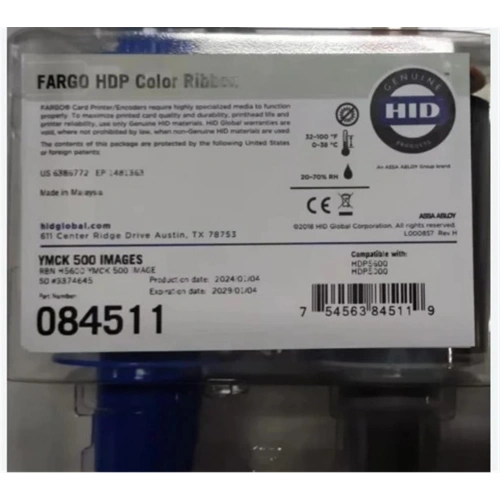 FARGO HDP Color Ribbon
FARGO® Card Printer/Encoders require highly specialized media to function
properly. To maximize printed card quality and durability, printhead life and
printer reliability, use only Genuine HID materials. HID Global warranties are
void, where not prohibited by law, when non-Genuine HID materials are used.
The contents of this package are protected by the following United States
or foreign patents:
US 6386772 EP 1481363
Made in Malaysia
hidglobal.com
611 Center Ridge Drive Austin, TX 78753
GENUINE
HID
PRODUCTS
An ASSA ABLOY Group brand
32-100 °F
0-38 °C
20-70% RH
ASSA ABLOY
©2018 HID Global Corporation. All rights reserved.
L000857 Rev H
YMCK 500 IMAGES
YMCK 500 IMAGE
Part Number:
084511
Production date: 2024/01/04
Expiration date: 2029/01/04
Compatible with:
HDP5600
HDP5000
7 54563 84511 9